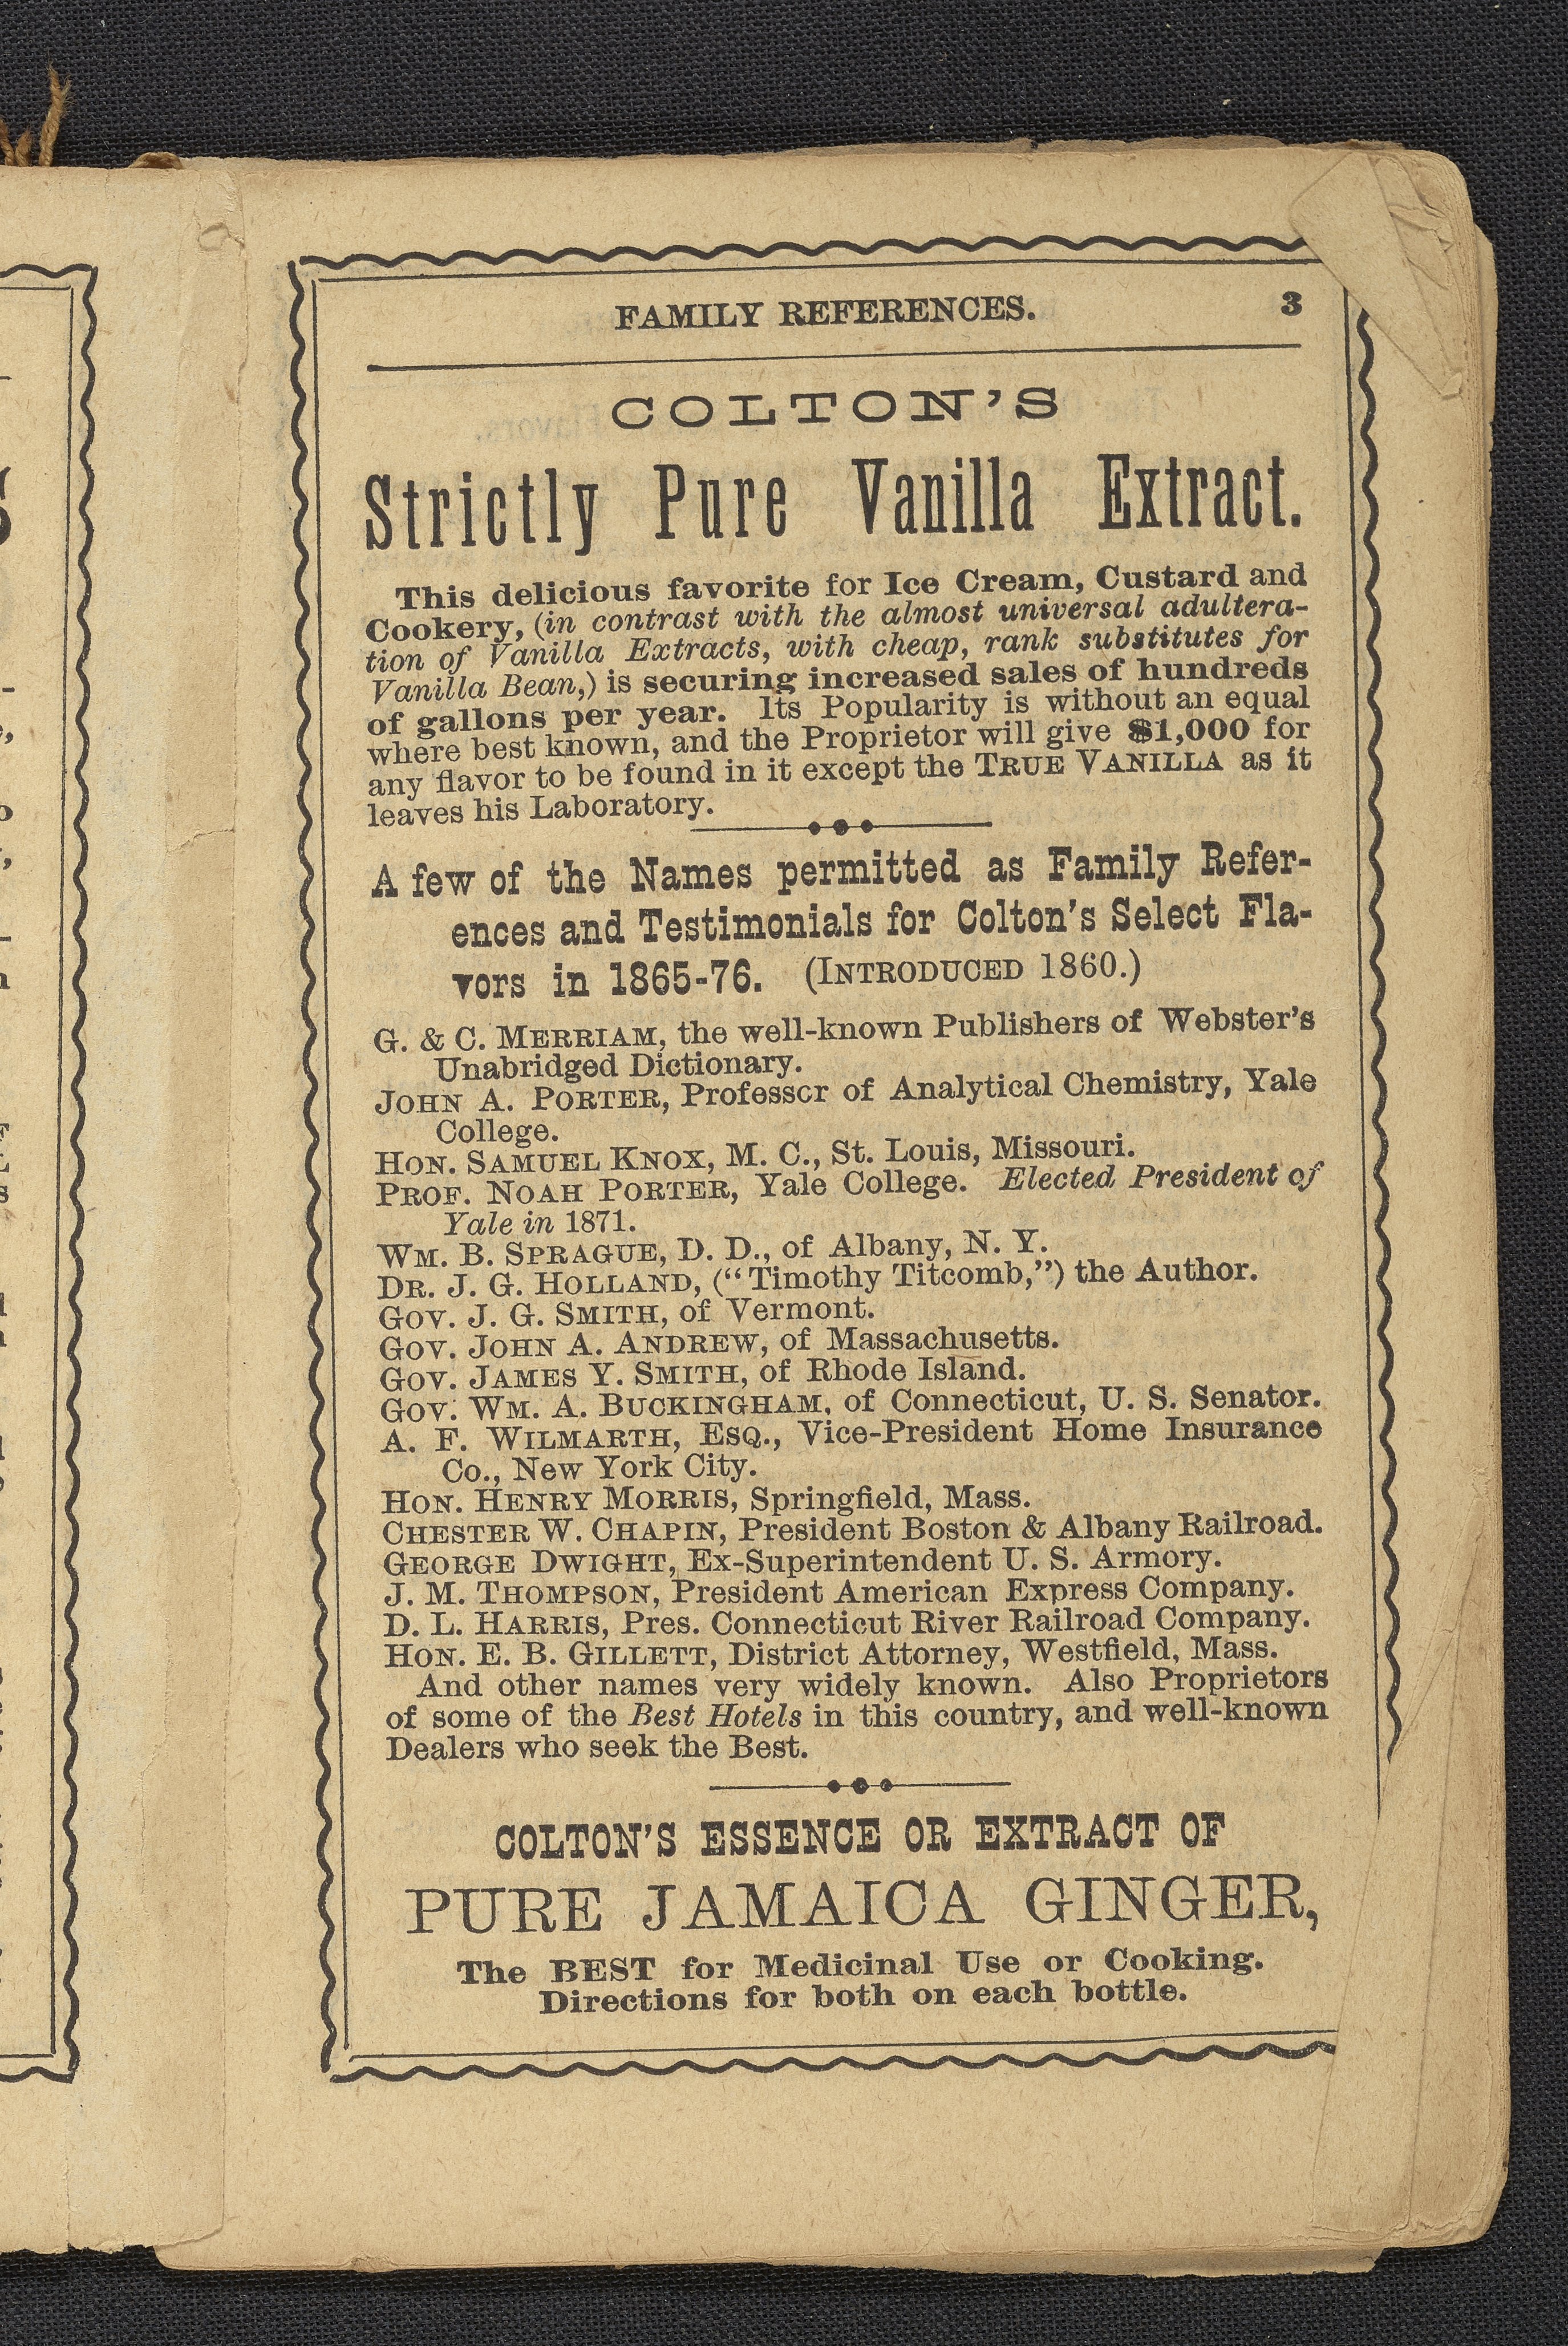 FAMILY REFERENCES. 3
COLTON'S
Strictly Pure Vanilla Extract.
This delicious favorite for Ice Cream, Custard and
Cookery, (in contrast with the almost universal adultera-
tion of Vanilla Extracts, with cheap, rank substitutes for
Vanilla Bean,) is securing increased sales of hundreds
of gallons per year. Its Popularity is without an equal
where best known, and the Proprietor will give $1,000 for
any flavor to be found in it except the TRUE VANILLA as it
leaves his Laboratory.
A few of the Names permitted as Family Refer-
ences and Testimonials for Colton's Select Fla-
vors in 1865-76. (INTRODUCED 1860.)
G. & C. MERRIAM, the well-known Publishers of Webster's
Unabridged Dictionary.
JOHN A. PORTER, Professcr of Analytical Chemistry, Yale
College.
HON. SAMUEL KNOX, M. C., St. Louis, Missouri.
PROF. NOAH PORTER, Yale College. Elected President of
Yale in 1871.
WM. B. SPRAGUE, D. D., of Albany, N. Y.
DR. J. G. HOLLAND, ("Timothy Titcomb,") the Author.
GOV. J. G. SMITH, of Vermont.
GOV. JOHN A. ANDREW, of Massachusetts.
GOV. JAMES Y. SMITH, of Rhode Island.
GOV. WM. A. BUCKINGHAM, of Connecticut, U. S. Senator.
A. F. WILMARTH, ESQ., Vice-President Home Insurance
Co., New York City.
HON. HENRY MORRIS, Springfield, Mass.
CHESTER W. CHAPIN, President Boston & Albany Railroad.
GEORGE DWIGHT, Ex-Superintendent U. S. Armory.
J. M. THOMPSON, President American Express Company.
D. L. HARRIS, Pres. Connecticut River Railroad Company.
HON. E. B. GILLETT, District Attorney, Westfield, Mass.
And other names very widely known. Also Proprietors
of some of the Best Hotels in this country, and well-known
Dealers who seek the Best.
COLTON'S ESSENCE OR EXTRACT OF
PURE JAMAICA GINGER,
The BEST for Medicinal Use or Cooking.
Directions for both on each bottle.